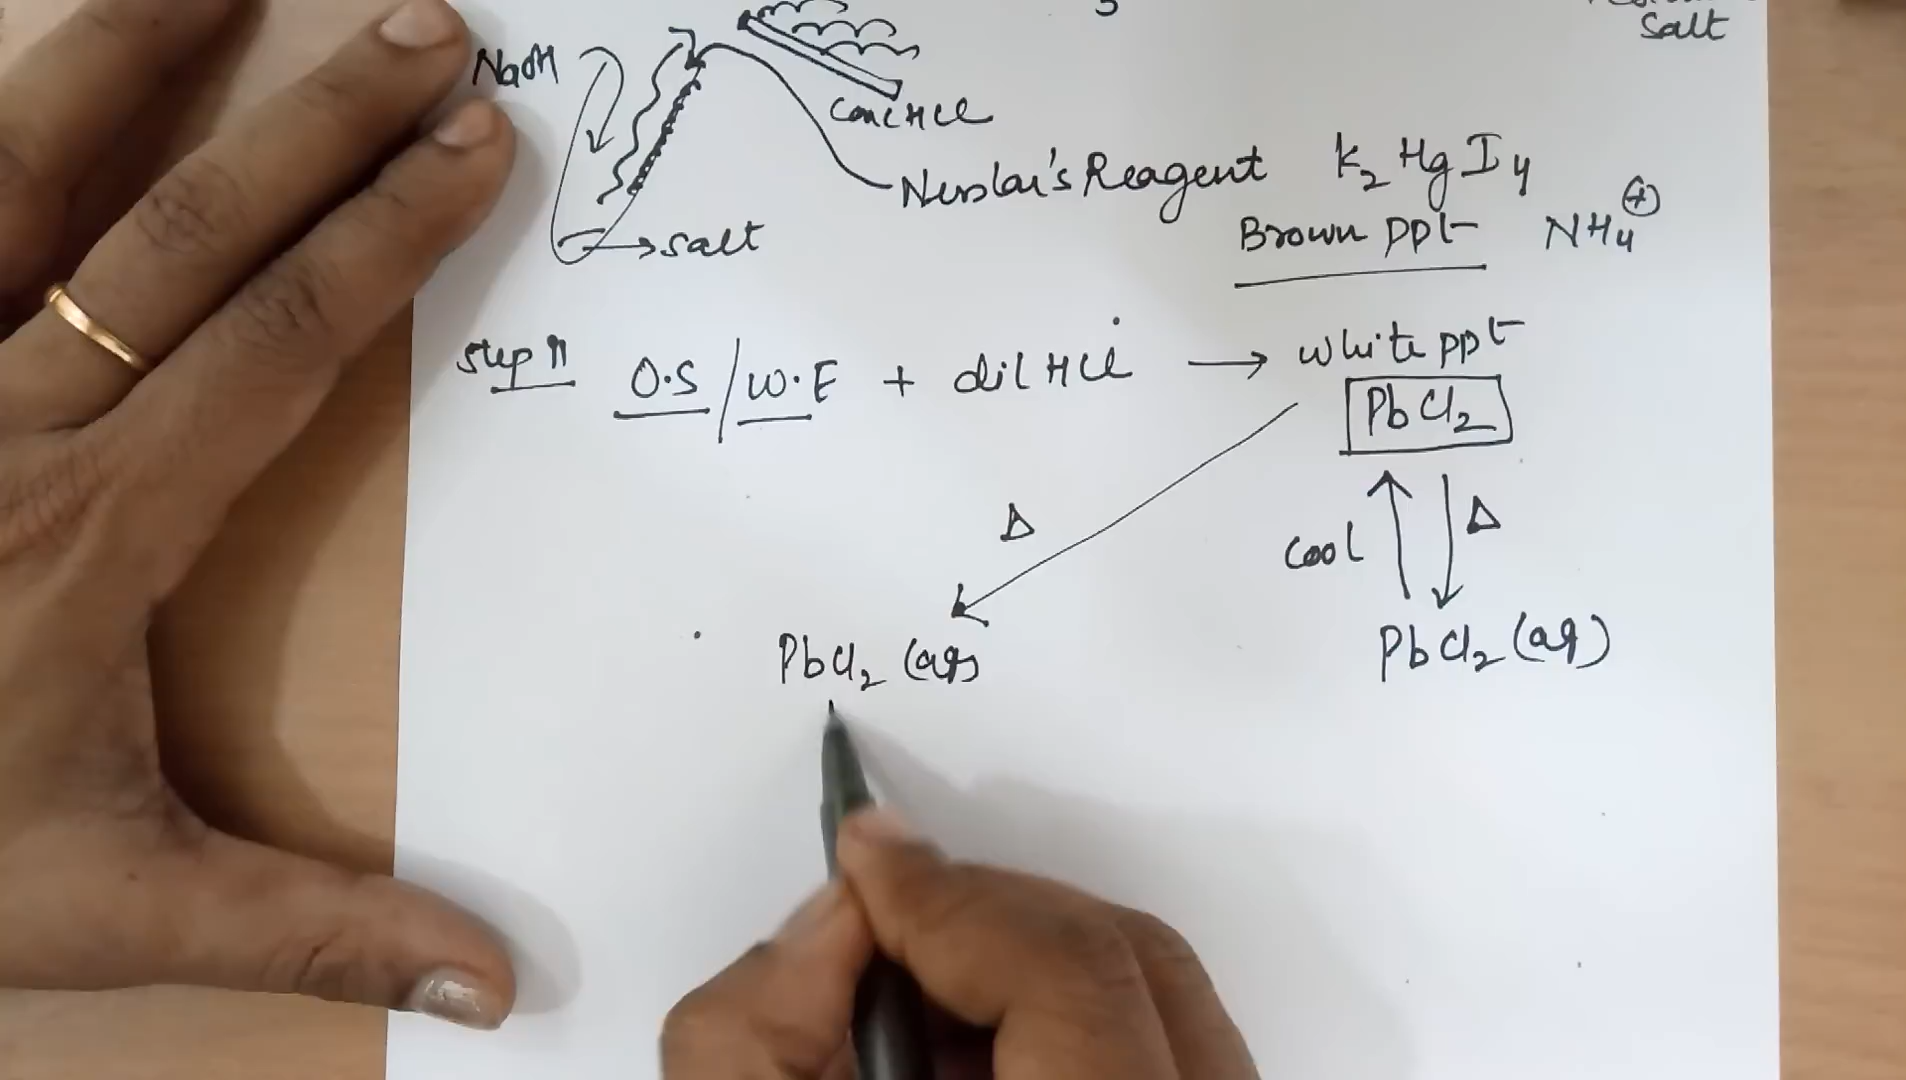 Salt
NaOH
Conc HCl
Neslar's Reagent K2HgI4
Brown ppt NH4+
salt
Step II O.S/W.E + dil HCl → White ppt
PbCl2
Δ
Cool Δ
PbCl2 (aq)
PbCl2 (aq)